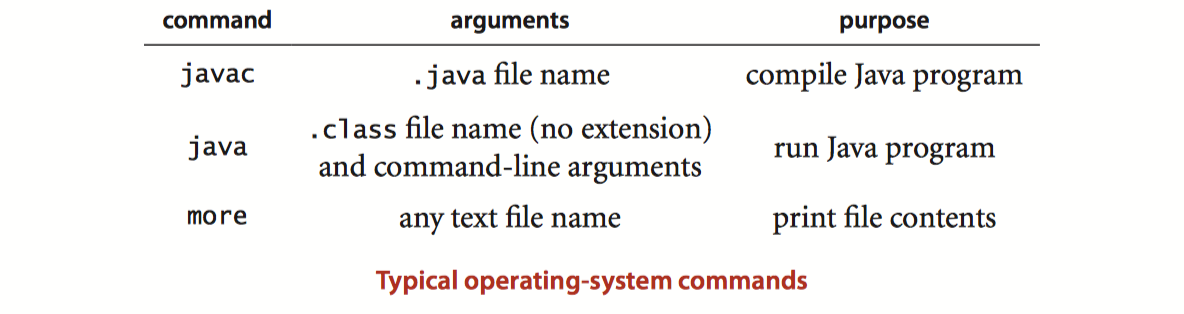 command arguments purpose
javac .java file name compile Java program
.class file name (no extension)
java and command-line arguments run Java program
more any text file name print file contents
Typical operating-system commands